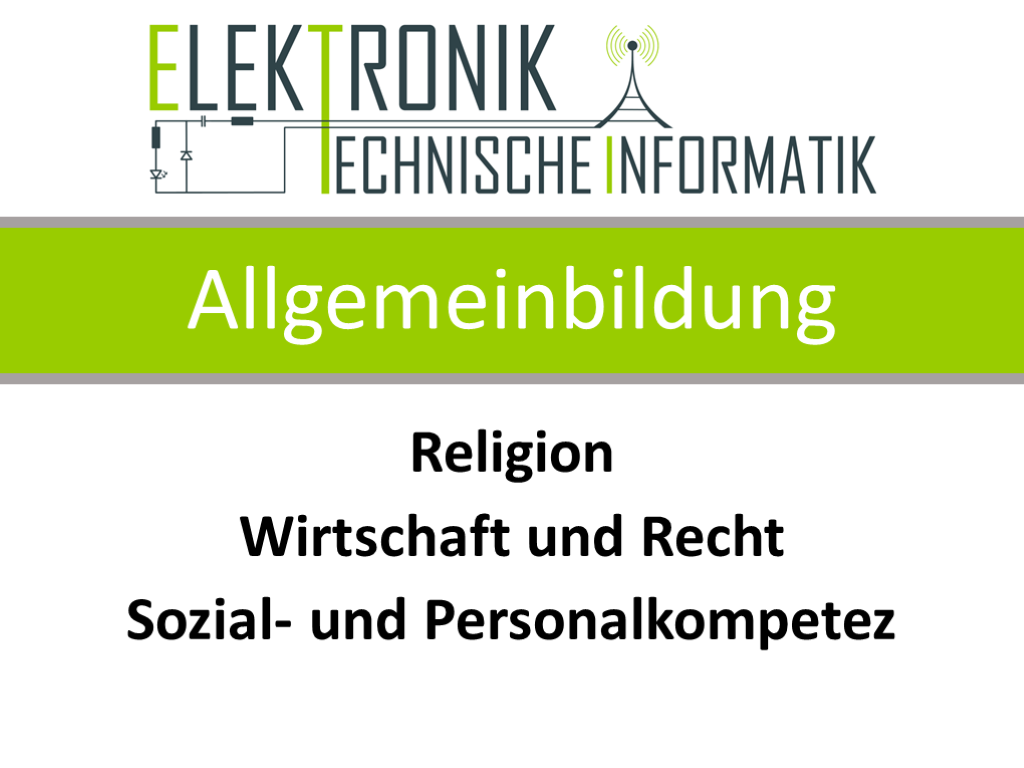 ELEKTRONIK
TECHNISCHE INFORMATIK
Allgemeinbildung
Religion
Wirtschaft und Recht
Sozial- und Personalkompetez